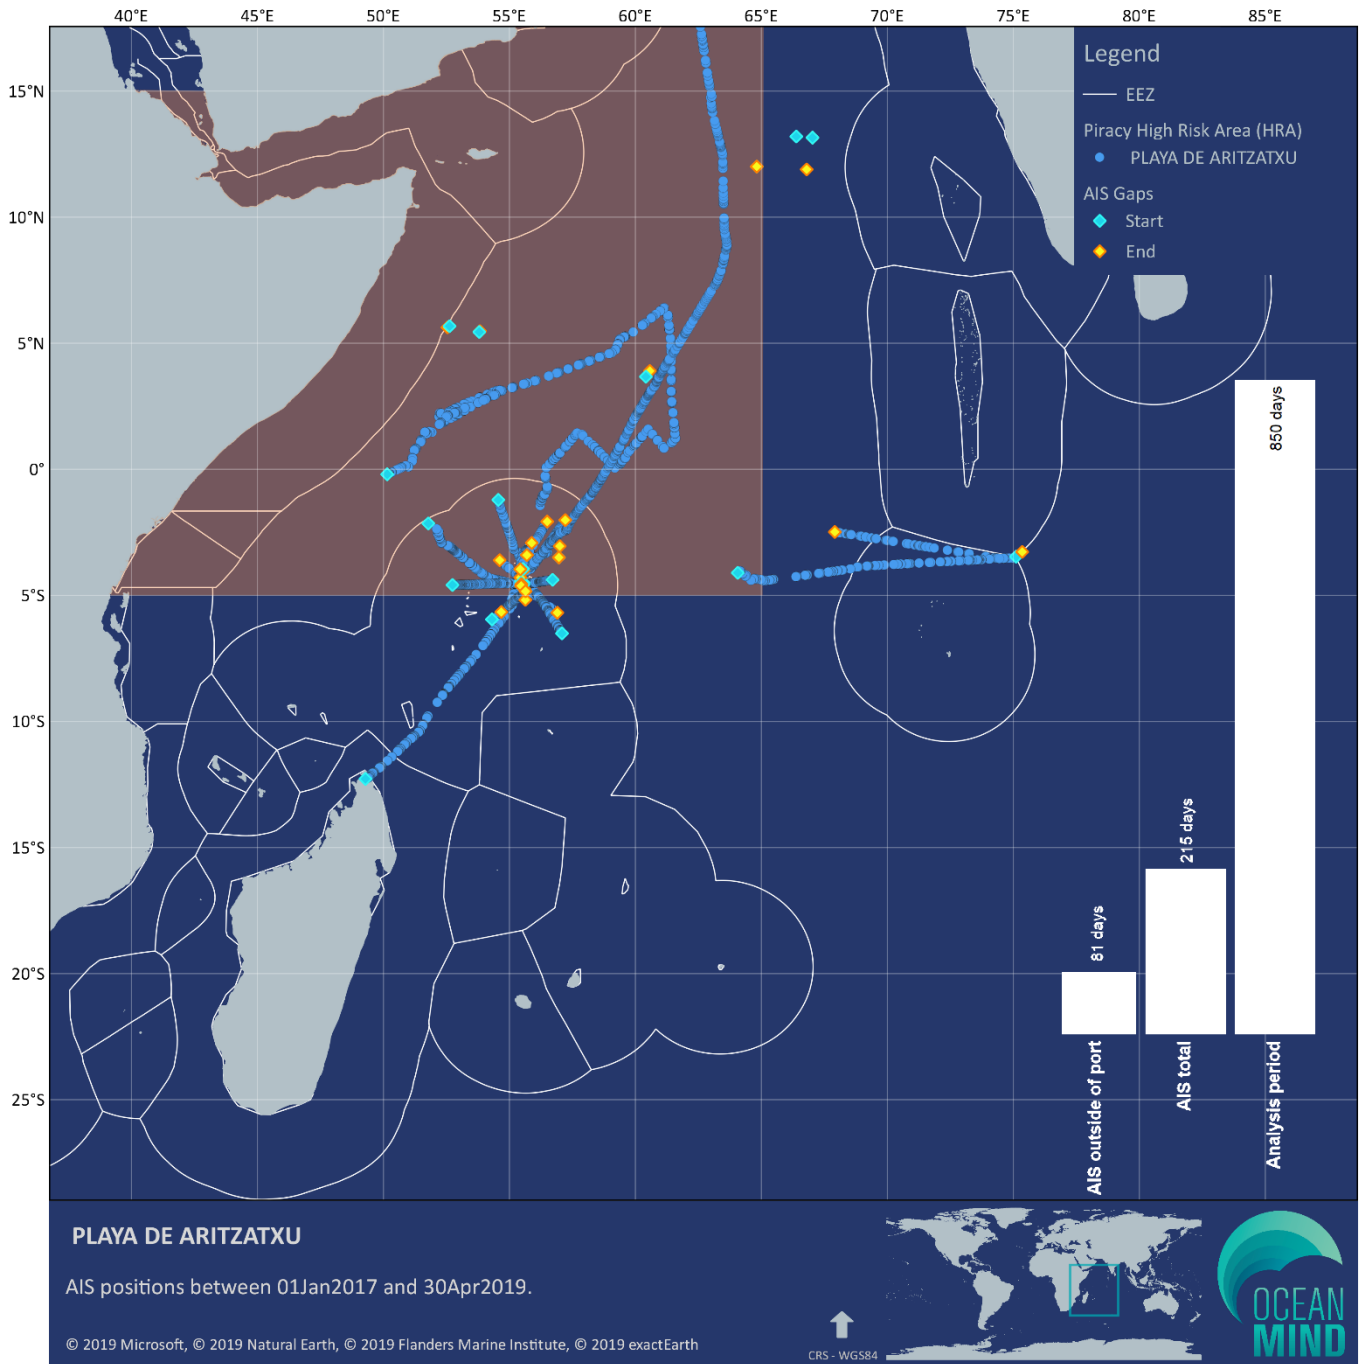 40°E 45°E 50°E 55°E 60°E 65°E 70°E 75°E 80°E 85°E
15°N
10°N
5°N
0°
5°S
10°S
15°S
20°S
25°S
Legend
EEZ
Piracy High Risk Area (HRA)
PLAYA DE ARITZATXU
AIS Gaps
Start
End
81 days
215 days
850 days
AIS outside of port
AIS total
Analysis period
PLAYA DE ARITZATXU
AIS positions between 01Jan2017 and 30Apr2019.
© 2019 Microsoft, © 2019 Natural Earth, © 2019 Flanders Marine Institute, © 2019 exactEarth
CRS - WGS84
OCEAN
MIND